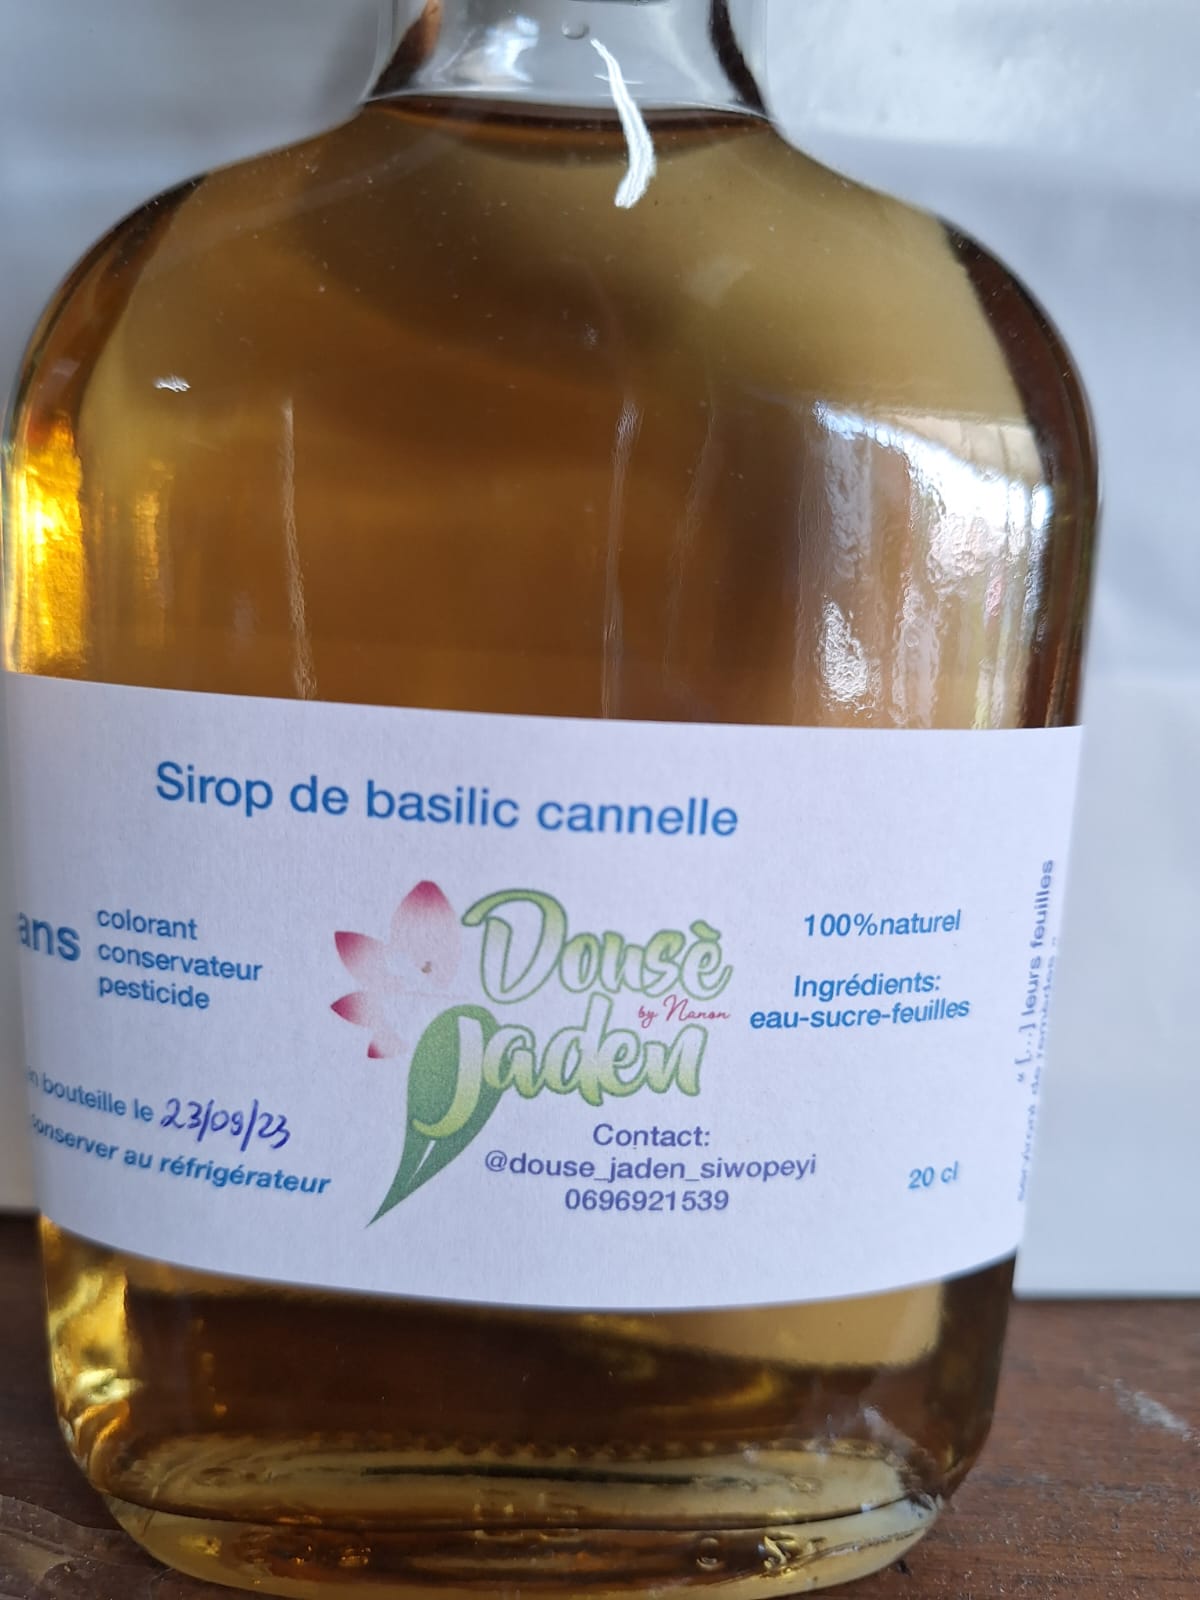 Sirop de basilic cannelle
ans
colorant
conservateur
pesticide
bouteille le 23/09/23
conserver au réfrigérateur
Dousè
by Nanon
Jaden
Contact:
@douse_jaden_siwopeyi
0696921539
100%naturel
Ingrédients:
eau-sucre-feuilles
20 cl
« [...] leurs feuilles